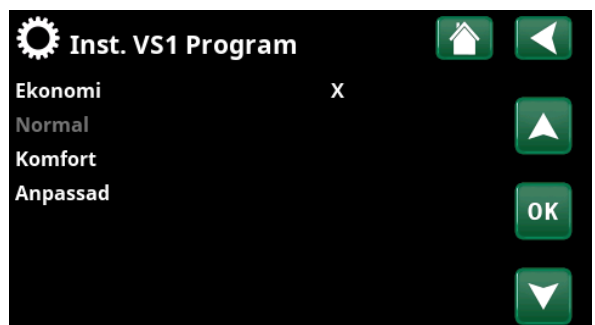 Inst. VS1 Program
Ekonomi X
Normal
Komfort
Anpassad
OK